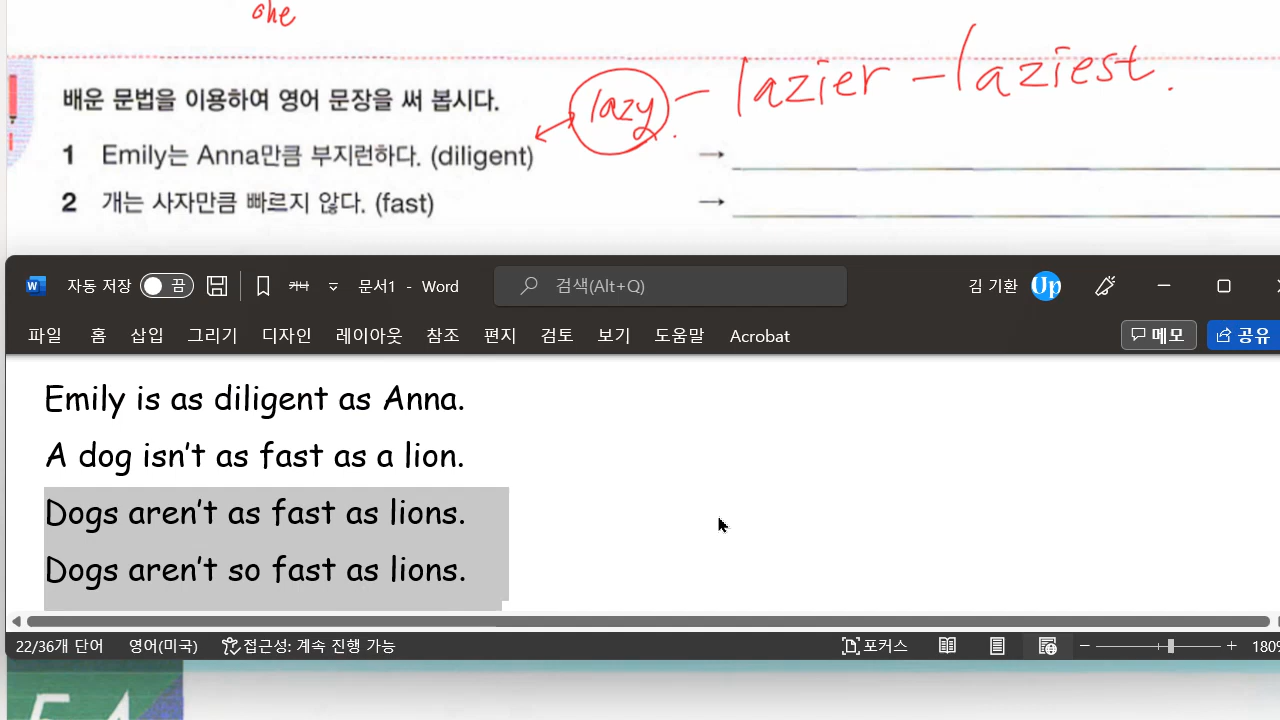 one
배운 문법을 이용하여 영어 문장을 써 봅시다.
lazy - lazier - laziest.
1 Emily는 Anna만큼 부지런하다. (diligent) →
2 개는 사자만큼 빠르지 않다. (fast) →
자동 저장 끔 가나 문서1 - Word 검색(Alt+Q) 김 기환 Up
파일 홈 삽입 그리기 디자인 레이아웃 참조 편지 검토 보기 도움말 Acrobat 메모 공유
Emily is as diligent as Anna.
A dog isn't as fast as a lion.
Dogs aren't as fast as lions.
Dogs aren't so fast as lions.
22/36개 단어 영어(미국) 접근성: 계속 진행 가능 포커스 180%